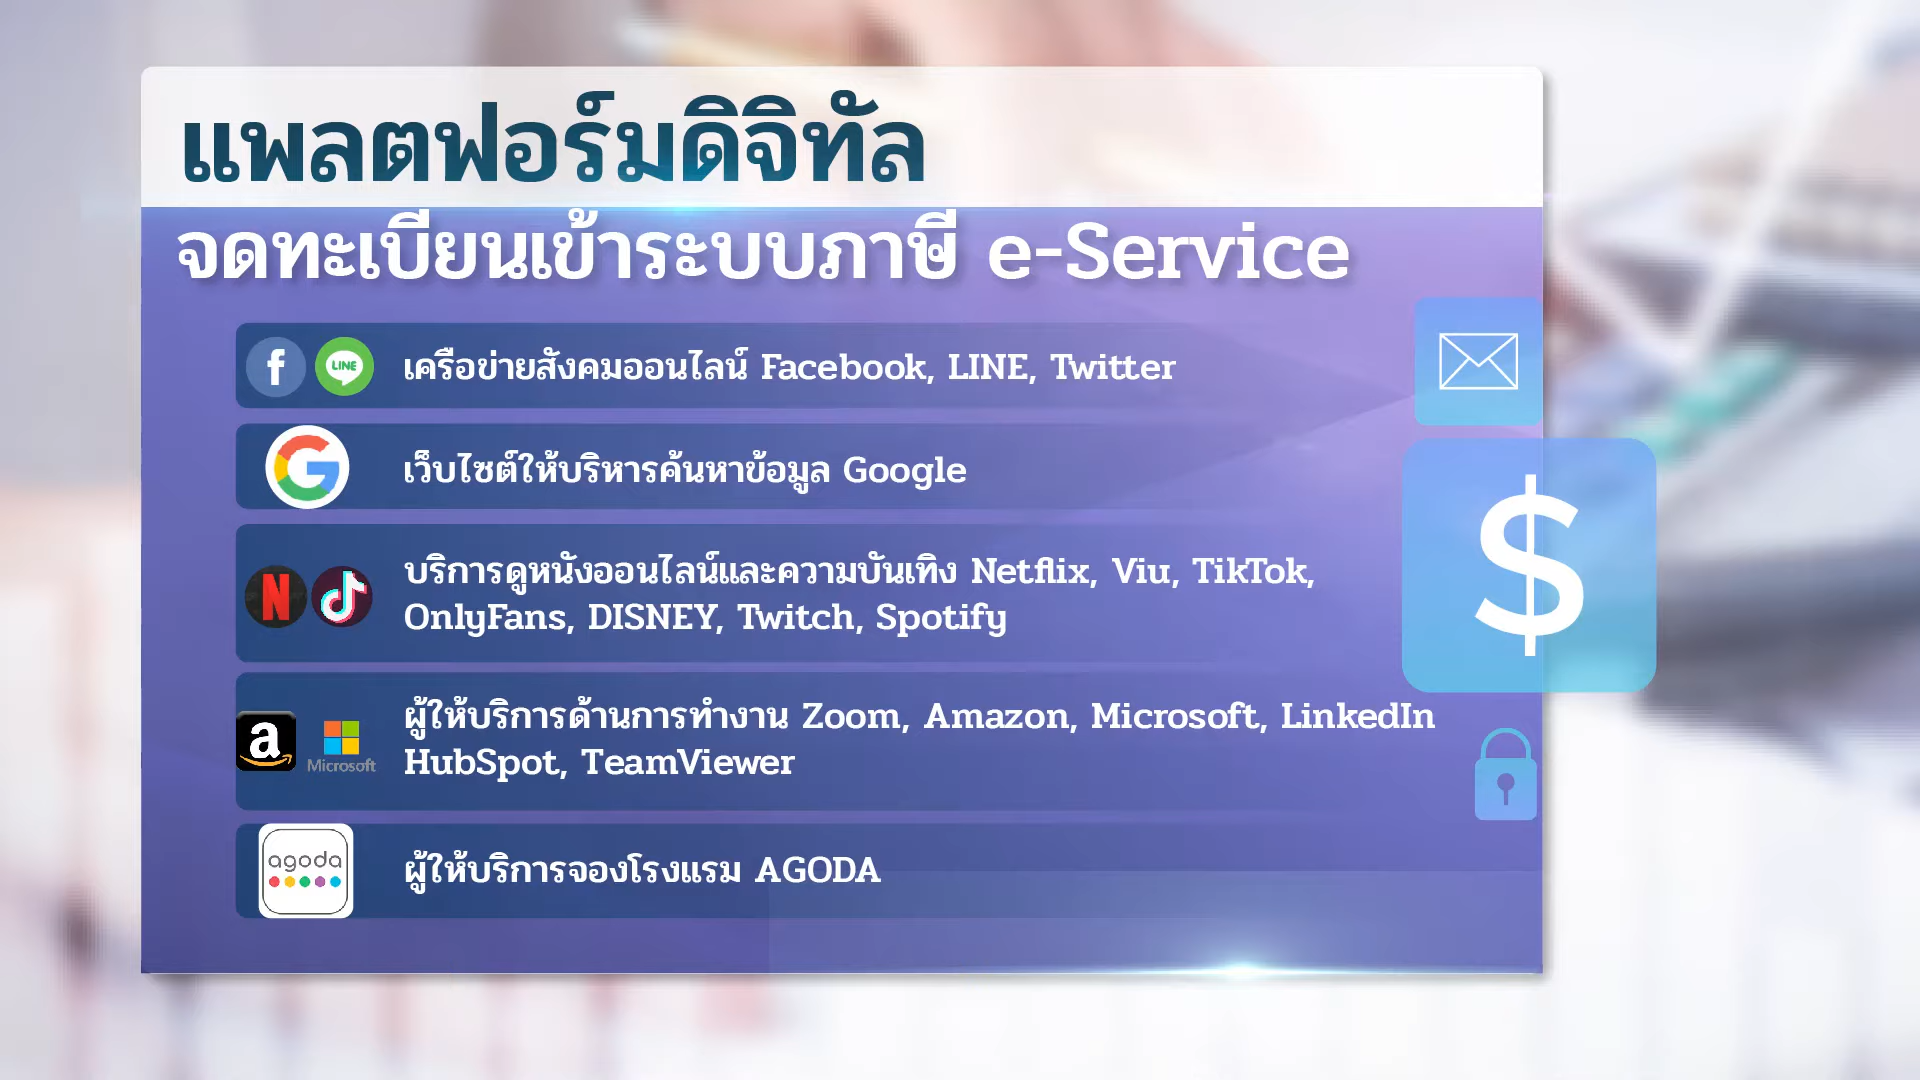 แพลตฟอร์มดิจิทัล
จดทะเบียนเข้าระบบภาษี e-Service
LINE
เครือข่ายสังคมออนไลน์ Facebook, LINE, Twitter
เว็บไซต์ให้บริหารค้นหาข้อมูล Google
บริการดูหนังออนไลน์และความบันเทิง Netflix, Viu, TikTok,
OnlyFans, DISNEY, Twitch, Spotify
Microsoft
ผู้ให้บริการด้านการทำงาน Zoom, Amazon, Microsoft, LinkedIn
HubSpot, TeamViewer
agoda
ผู้ให้บริการจองโรงแรม AGODA